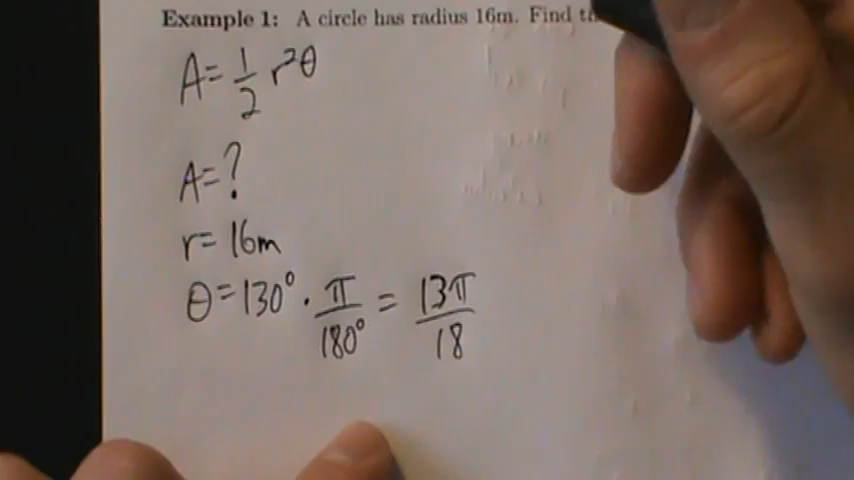 Example 1: A circle has radius 16m. Find
A = 1/2 r²θ
A = ?
r = 16m
θ = 130° · π/180° = 13π/18